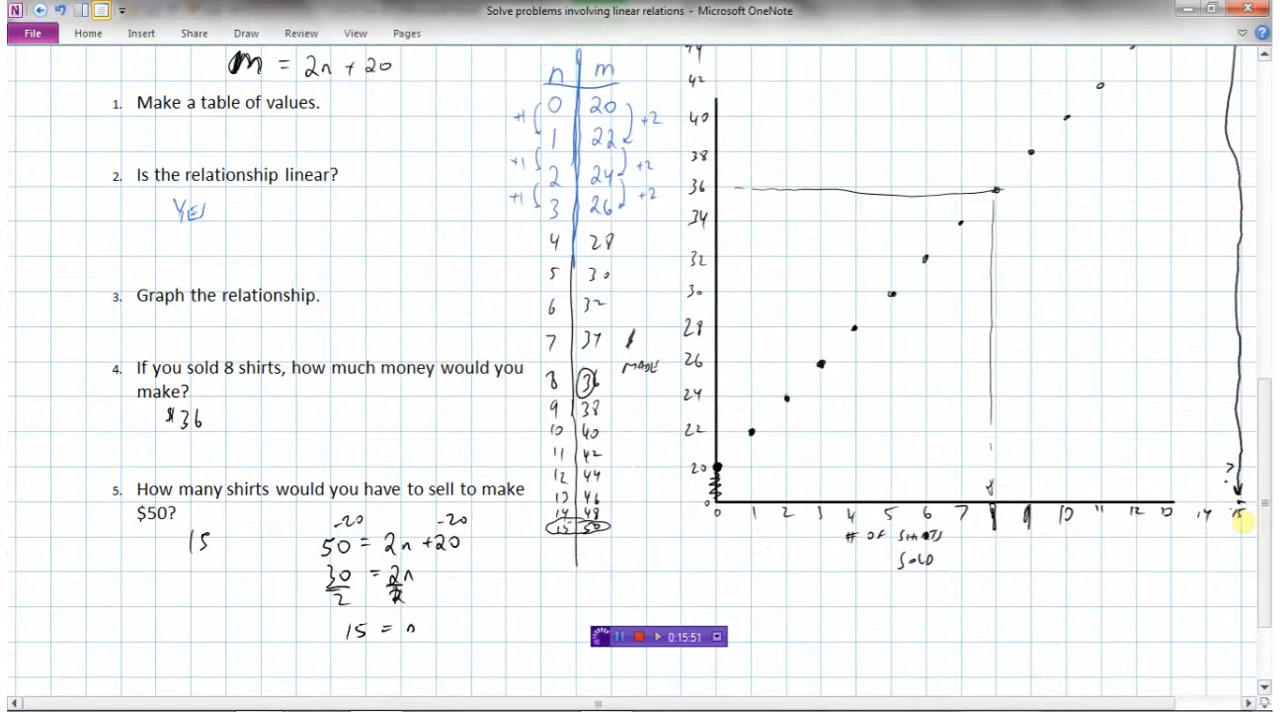 Solve problems involving linear relations - Microsoft OneNote
File Home Insert Share Draw Review View Pages
m = 2n + 20
1. Make a table of values.
2. Is the relationship linear?
YES
3. Graph the relationship.
4. If you sold 8 shirts, how much money would you
make?
$36
5. How many shirts would you have to sell to make
$50?
15
-20 -20
50 = 2n + 20
30 = 2n
2 2
15 = n
n m
0 20
1 22
2 24
3 26
+1 +2
+1 +2
+1 +2
4 28
5 30
6 32
7 34
8 36
9 38
10 40
11 42
12 44
13 46
14 48
15 50
$
MADE
44
42
40
38
36
34
32
30
28
26
24
22
20
0
0 1 2 3 4 5 6 7 8 9 10 11 12 13 14 15
?
# OF SHIRTS
SOLD
0:15:51